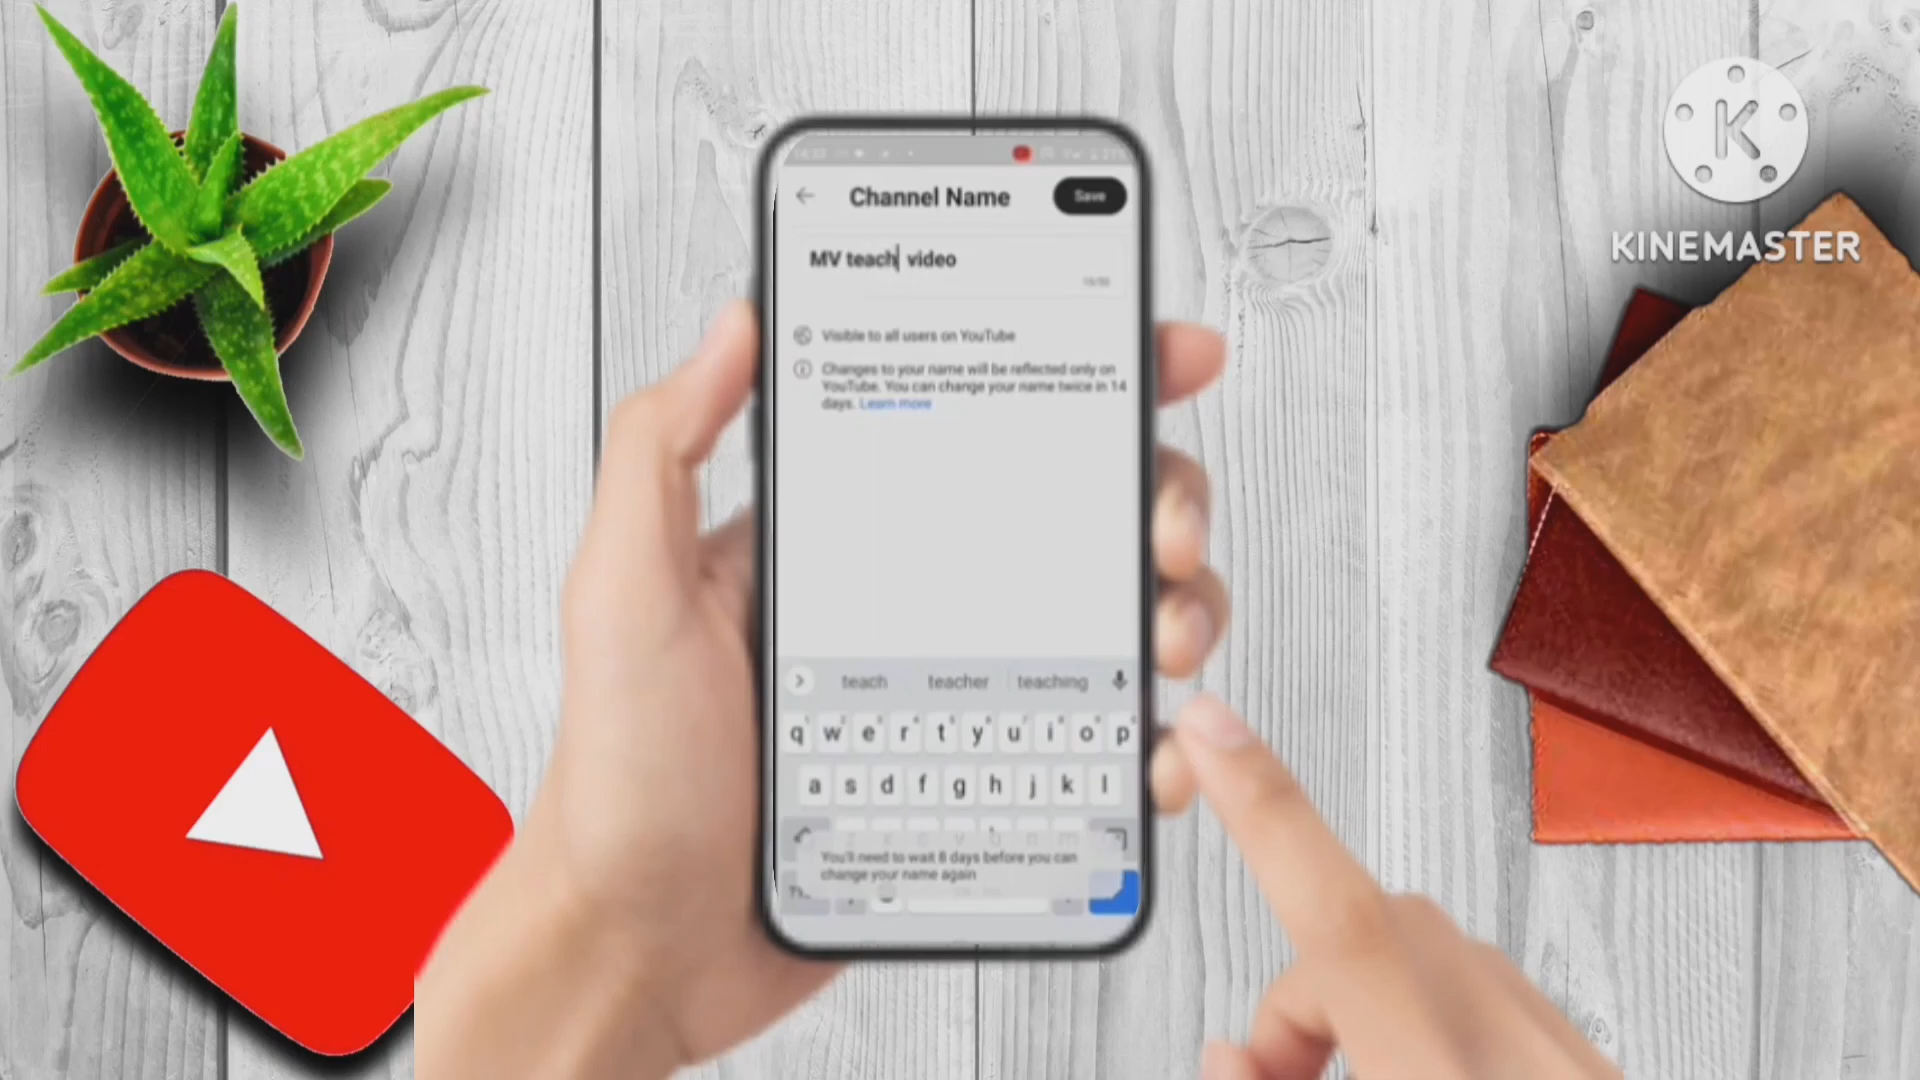 K
KINEMASTER
Channel Name
Save
MV teach video
Visible to all users on YouTube
Changes to your name will be reflected only on
YouTube. You can change your name twice in 14
days. Learn more
teach teacher teaching
q w e r t y u i o p
a s d f g h j k l
You'll need to wait 8 days before you can
change your name again